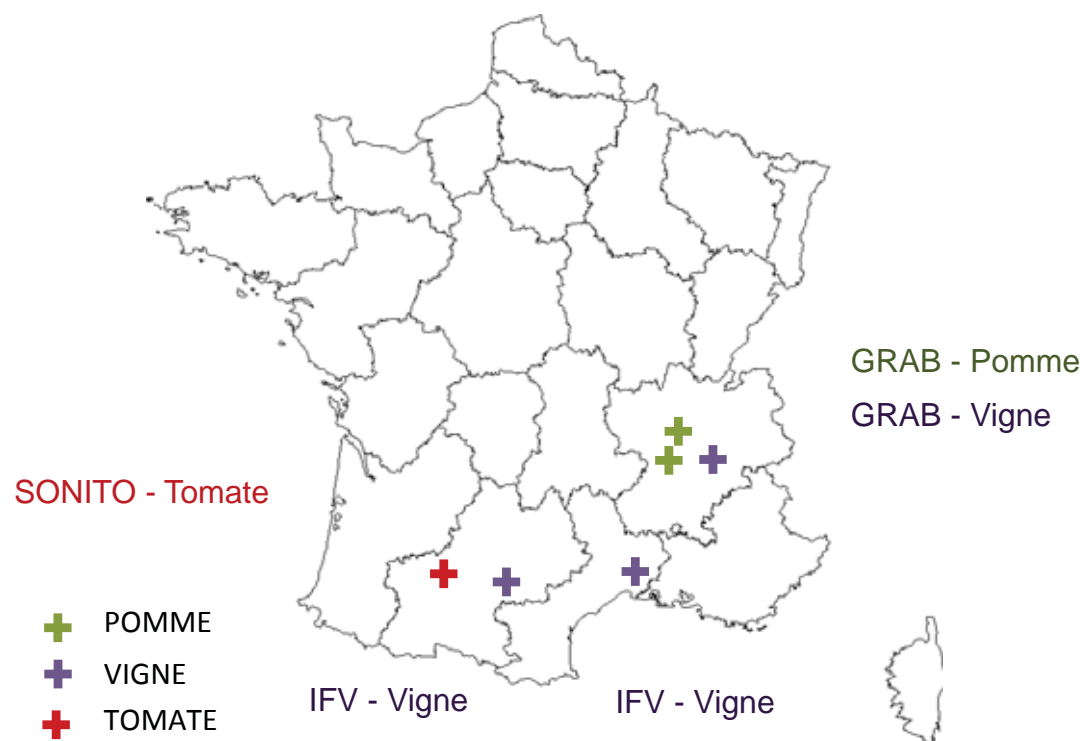 GRAB - Pomme
GRAB - Vigne
SONITO - Tomate
POMME
VIGNE
TOMATE
IFV - Vigne
IFV - Vigne